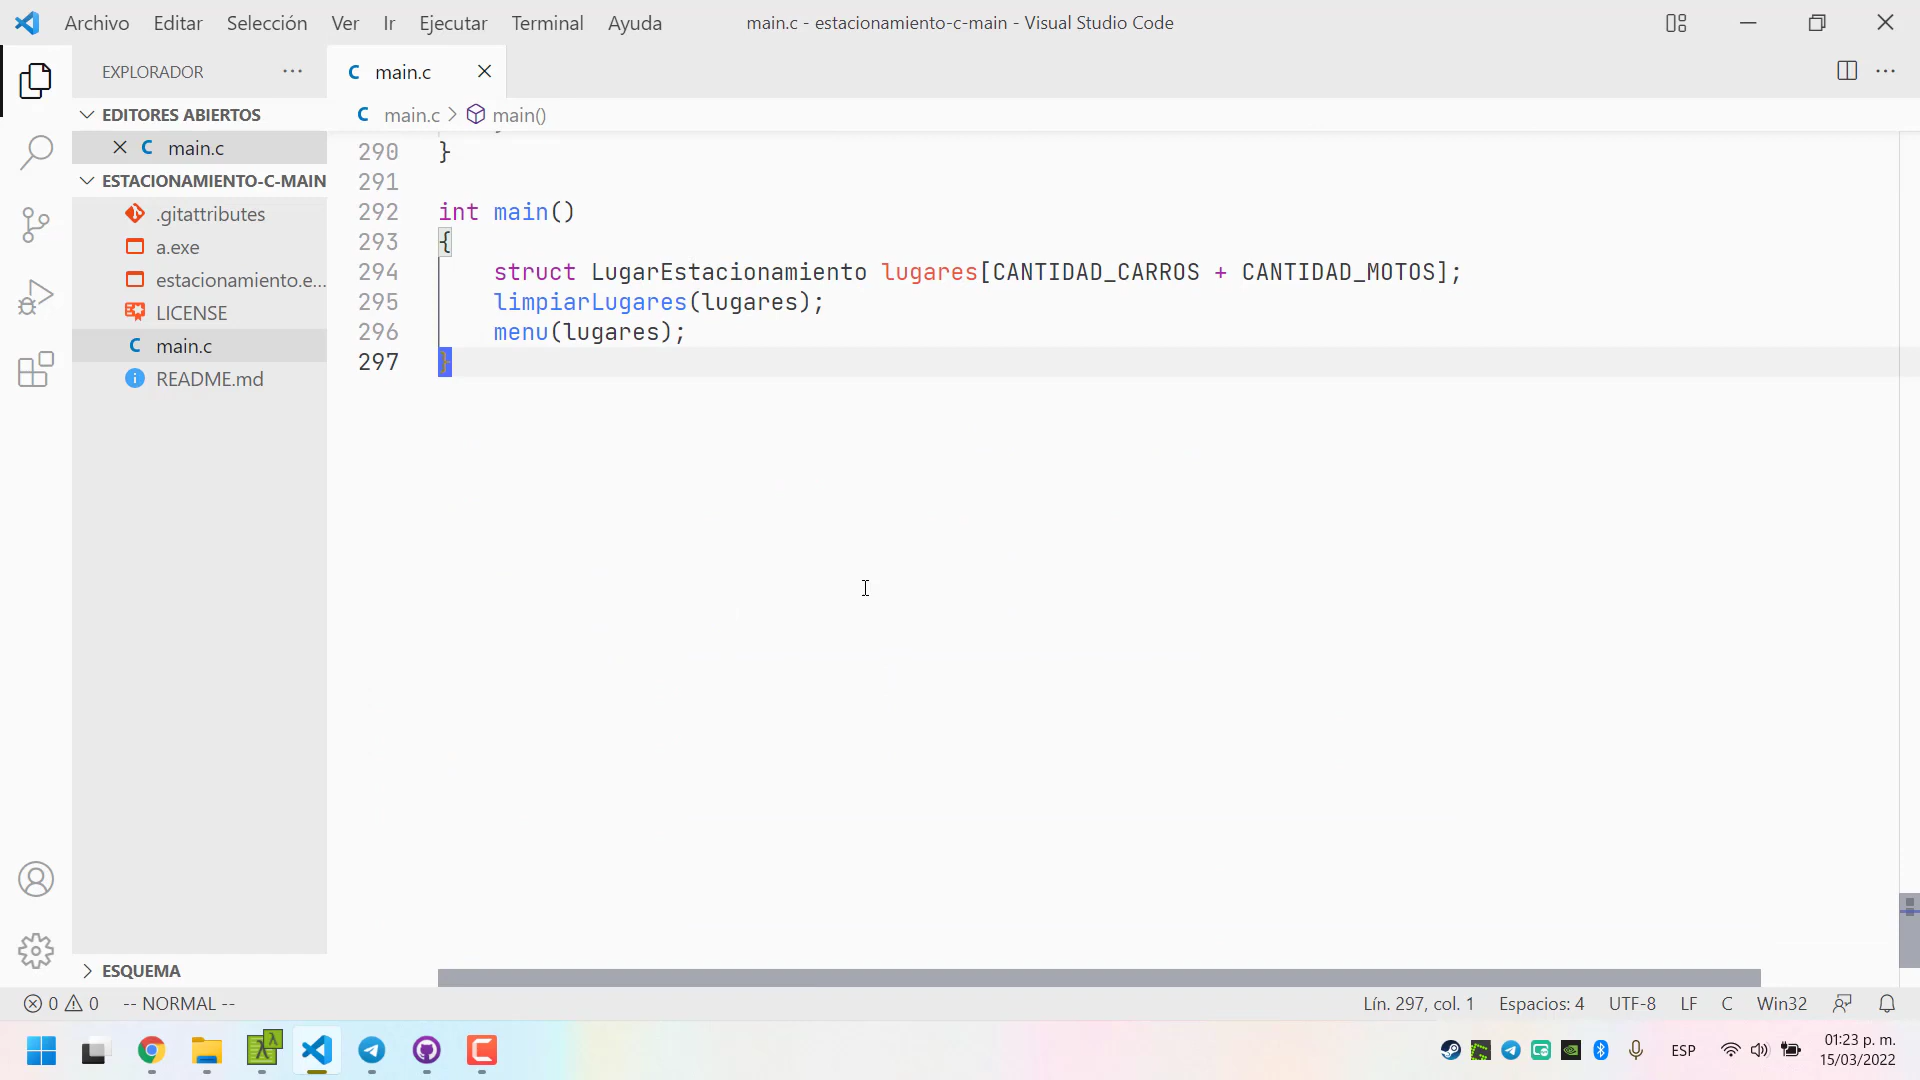 Archivo Editar Selección Ver Ir Ejecutar Terminal Ayuda main.c - estacionamiento-c-main - Visual Studio Code
EXPLORADOR
C main.c
EDITORES ABIERTOS
C main.c > main()
C main.c
ESTACIONAMIENTO-C-MAIN
.gitattributes
a.exe
estacionamiento.e...
LICENSE
C main.c
README.md
290 }
291
292 int main()
293 {
294 struct LugarEstacionamiento lugares[CANTIDAD_CARROS + CANTIDAD_MOTOS];
295 limpiarLugares(lugares);
296 menu(lugares);
297 }
ESQUEMA
0 0 -- NORMAL -- Lín. 297, col. 1 Espacios: 4 UTF-8 LF C Win32
ESP
01:23 p. m.
15/03/2022